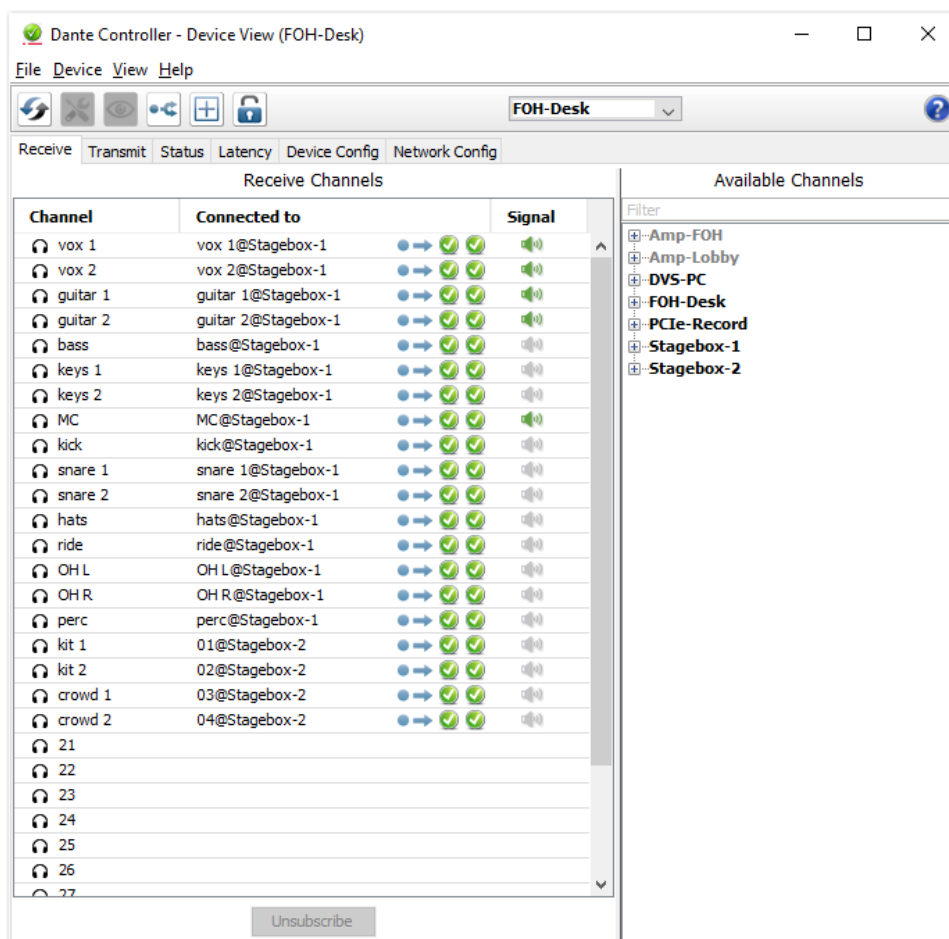 Dante Controller - Device View (FOH-Desk)
File Device View Help
FOH-Desk
Receive Transmit Status Latency Device Config Network Config
Receive Channels
Channel Connected to Signal
vox 1 vox 1@Stagebox-1
vox 2 vox 2@Stagebox-1
guitar 1 guitar 1@Stagebox-1
guitar 2 guitar 2@Stagebox-1
bass bass@Stagebox-1
keys 1 keys 1@Stagebox-1
keys 2 keys 2@Stagebox-1
MC MC@Stagebox-1
kick kick@Stagebox-1
snare 1 snare 1@Stagebox-1
snare 2 snare 2@Stagebox-1
hats hats@Stagebox-1
ride ride@Stagebox-1
OH L OH L@Stagebox-1
OH R OH R@Stagebox-1
perc perc@Stagebox-1
kit 1 01@Stagebox-2
kit 2 02@Stagebox-2
crowd 1 03@Stagebox-2
crowd 2 04@Stagebox-2
21
22
23
24
25
26
27
Unsubscribe
Available Channels
Filter
Amp-FOH
Amp-Lobby
DVS-PC
FOH-Desk
PCIe-Record
Stagebox-1
Stagebox-2